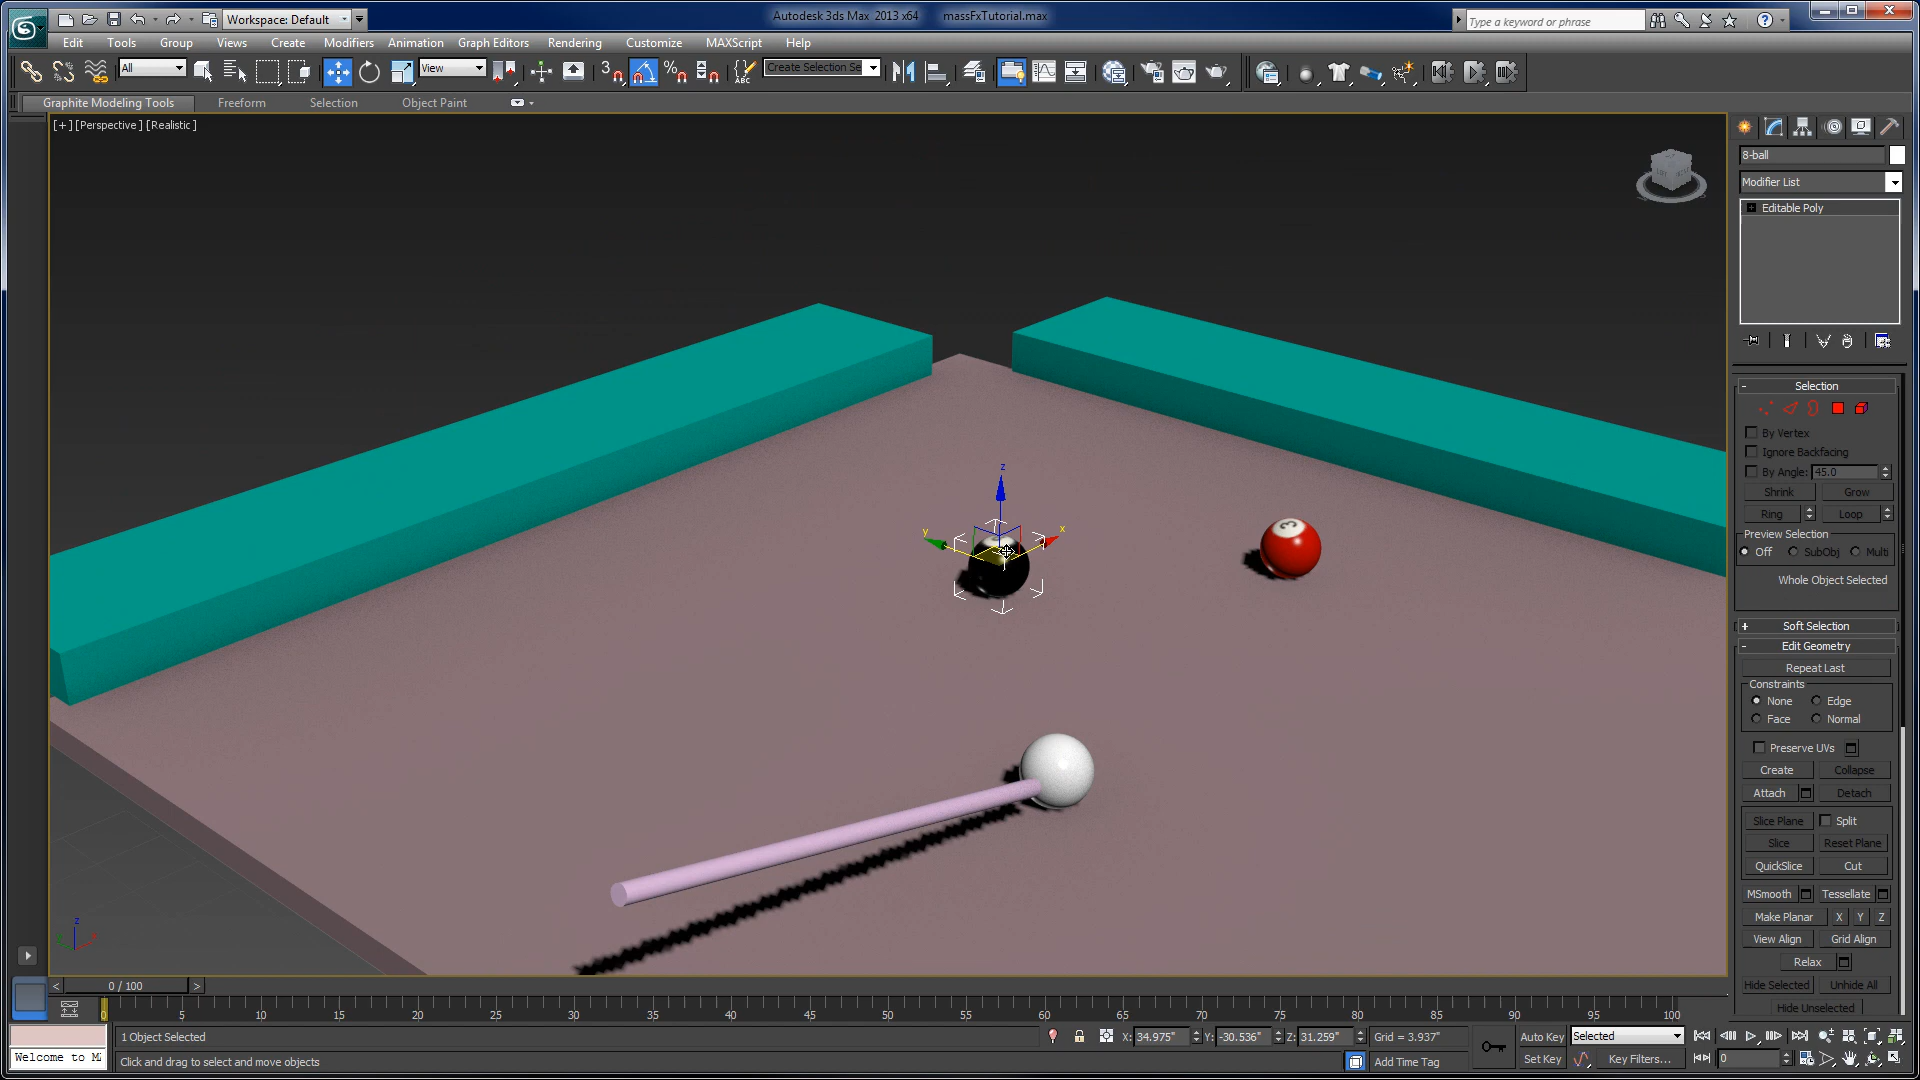 Workspace: Default
Autodesk 3ds Max 2013 x64 massFxTutorial.max
Type a keyword or phrase
Edit Tools Group Views Create Modifiers Animation Graph Editors Rendering Customize MAXScript Help
All View 3 Create Selection Se
Graphite Modeling Tools Freeform Selection Object Paint
[+] [Perspective ] [Realistic ]
8-ball
Modifier List
Editable Poly
Selection
By Vertex
Ignore Backfacing
By Angle: 45.0
Shrink Grow
Ring Loop
Preview Selection
Off SubObj Multi
Whole Object Selected
Soft Selection
Edit Geometry
Repeat Last
Constraints
None Edge
Face Normal
Preserve UVs
Create Collapse
Attach Detach
Slice Plane Split
Slice Reset Plane
QuickSlice Cut
MSmooth Tessellate
Make Planar X Y Z
View Align Grid Align
Relax
Hide Selected Unhide All
Hide Unselected
z
y x
3
z
0 / 100
0 5 10 15 20 25 30 35 40 45 50 55 60 65 70 75 80 85 90 95 100
1 Object Selected X: 34.975" Y: -30.536" Z: 31.259" Grid = 3.937" Auto Key Selected
Welcome to MA Click and drag to select and move objects Add Time Tag Set Key Key Filters... 0